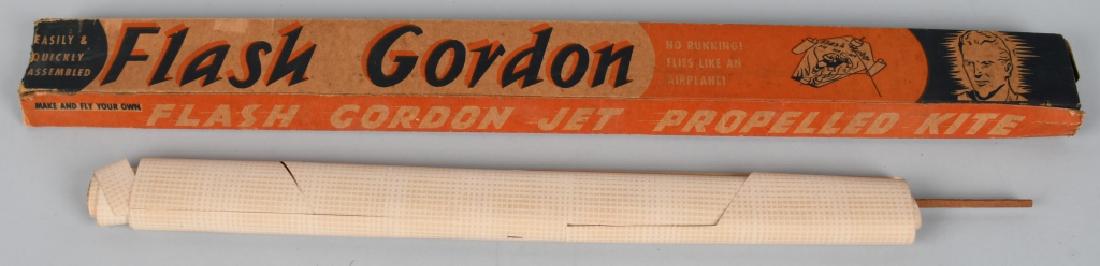 EASILY &
QUICKLY
ASSEMBLED
Flash Gordon
NO RUNNING!
FLIES LIKE AN
AIRPLANE!
MAKE AND FLY YOUR OWN
FLASH GORDON JET PROPELLED KITE